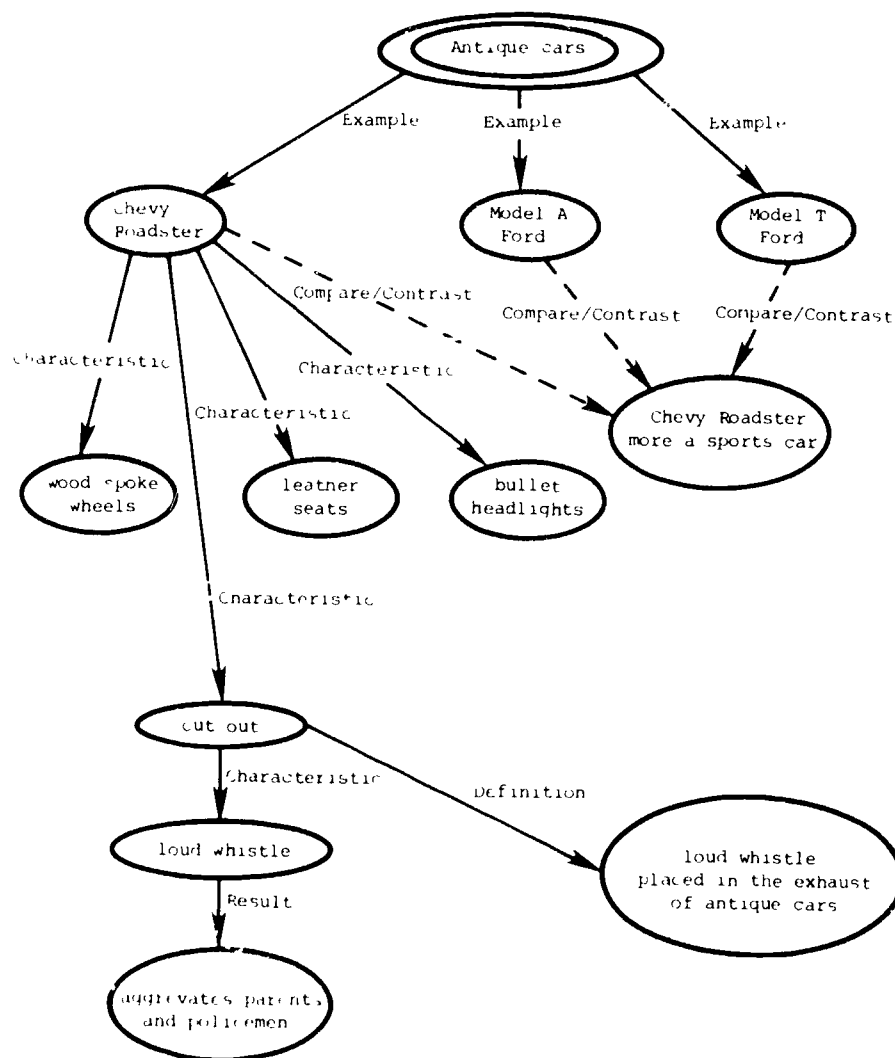 Antique cars
Example
Example
Example
Chevy
Roadster
Model A
Ford
Model T
Ford
Compare/Contrast
Compare/Contrast
Compare/Contrast
Characteristic
Characteristic
Characteristic
Chevy Roadster
more a sports car
wood spoke
wheels
leather
seats
bullet
headlights
Characteristic
cut out
Characteristic
Definition
loud whistle
loud whistle
placed in the exhaust
of antique cars
Result
aggrevates parents
and policemen